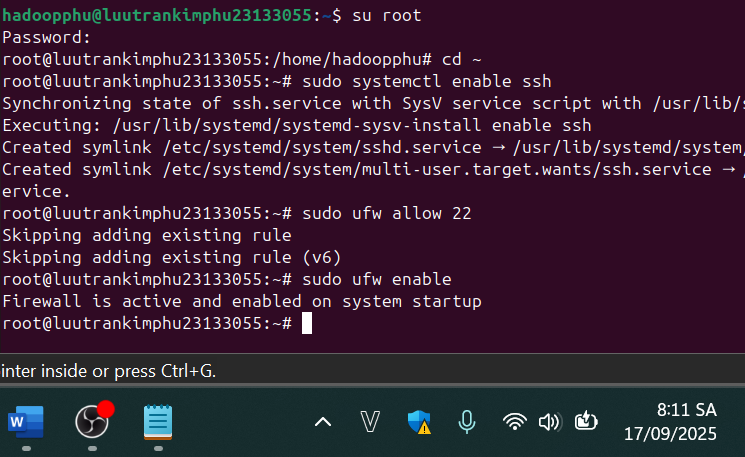 hadoopphu@luutrankimphu23133055:~$ su root
Password:
root@luutrankimphu23133055:/home/hadoopphu# cd ~
root@luutrankimphu23133055:~# sudo systemctl enable ssh
Synchronizing state of ssh.service with SysV service script with /usr/lib/s
Executing: /usr/lib/systemd/systemd-sysv-install enable ssh
Created symlink /etc/systemd/system/sshd.service → /usr/lib/systemd/system/
Created symlink /etc/systemd/system/multi-user.target.wants/ssh.service → /
ervice.
root@luutrankimphu23133055:~# sudo ufw allow 22
Skipping adding existing rule
Skipping adding existing rule (v6)
root@luutrankimphu23133055:~# sudo ufw enable
Firewall is active and enabled on system startup
root@luutrankimphu23133055:~#
inter inside or press Ctrl+G.
W
V
8:11 SA
17/09/2025